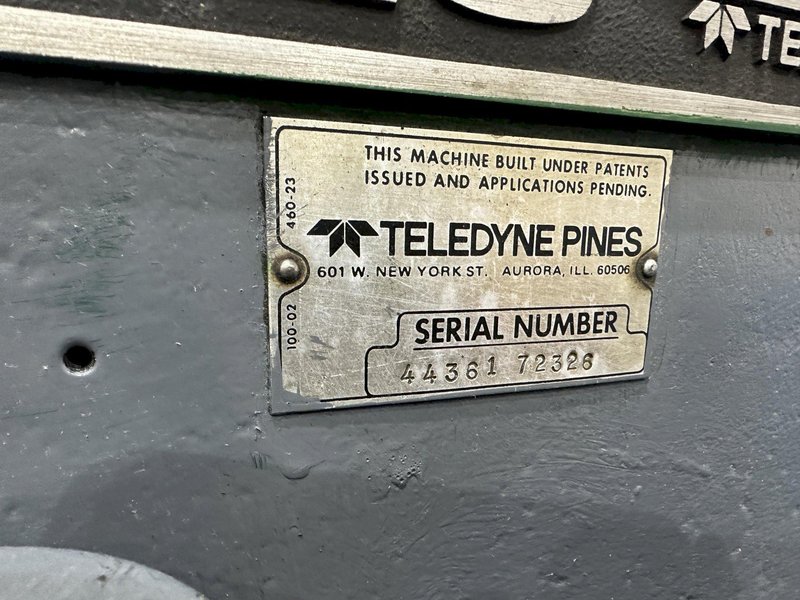 TE
THIS MACHINE BUILT UNDER PATENTS
ISSUED AND APPLICATIONS PENDING.
460-23
TELEDYNE PINES
601 W. NEW YORK ST. AURORA, ILL. 60506
100-02
SERIAL NUMBER
44361 72326